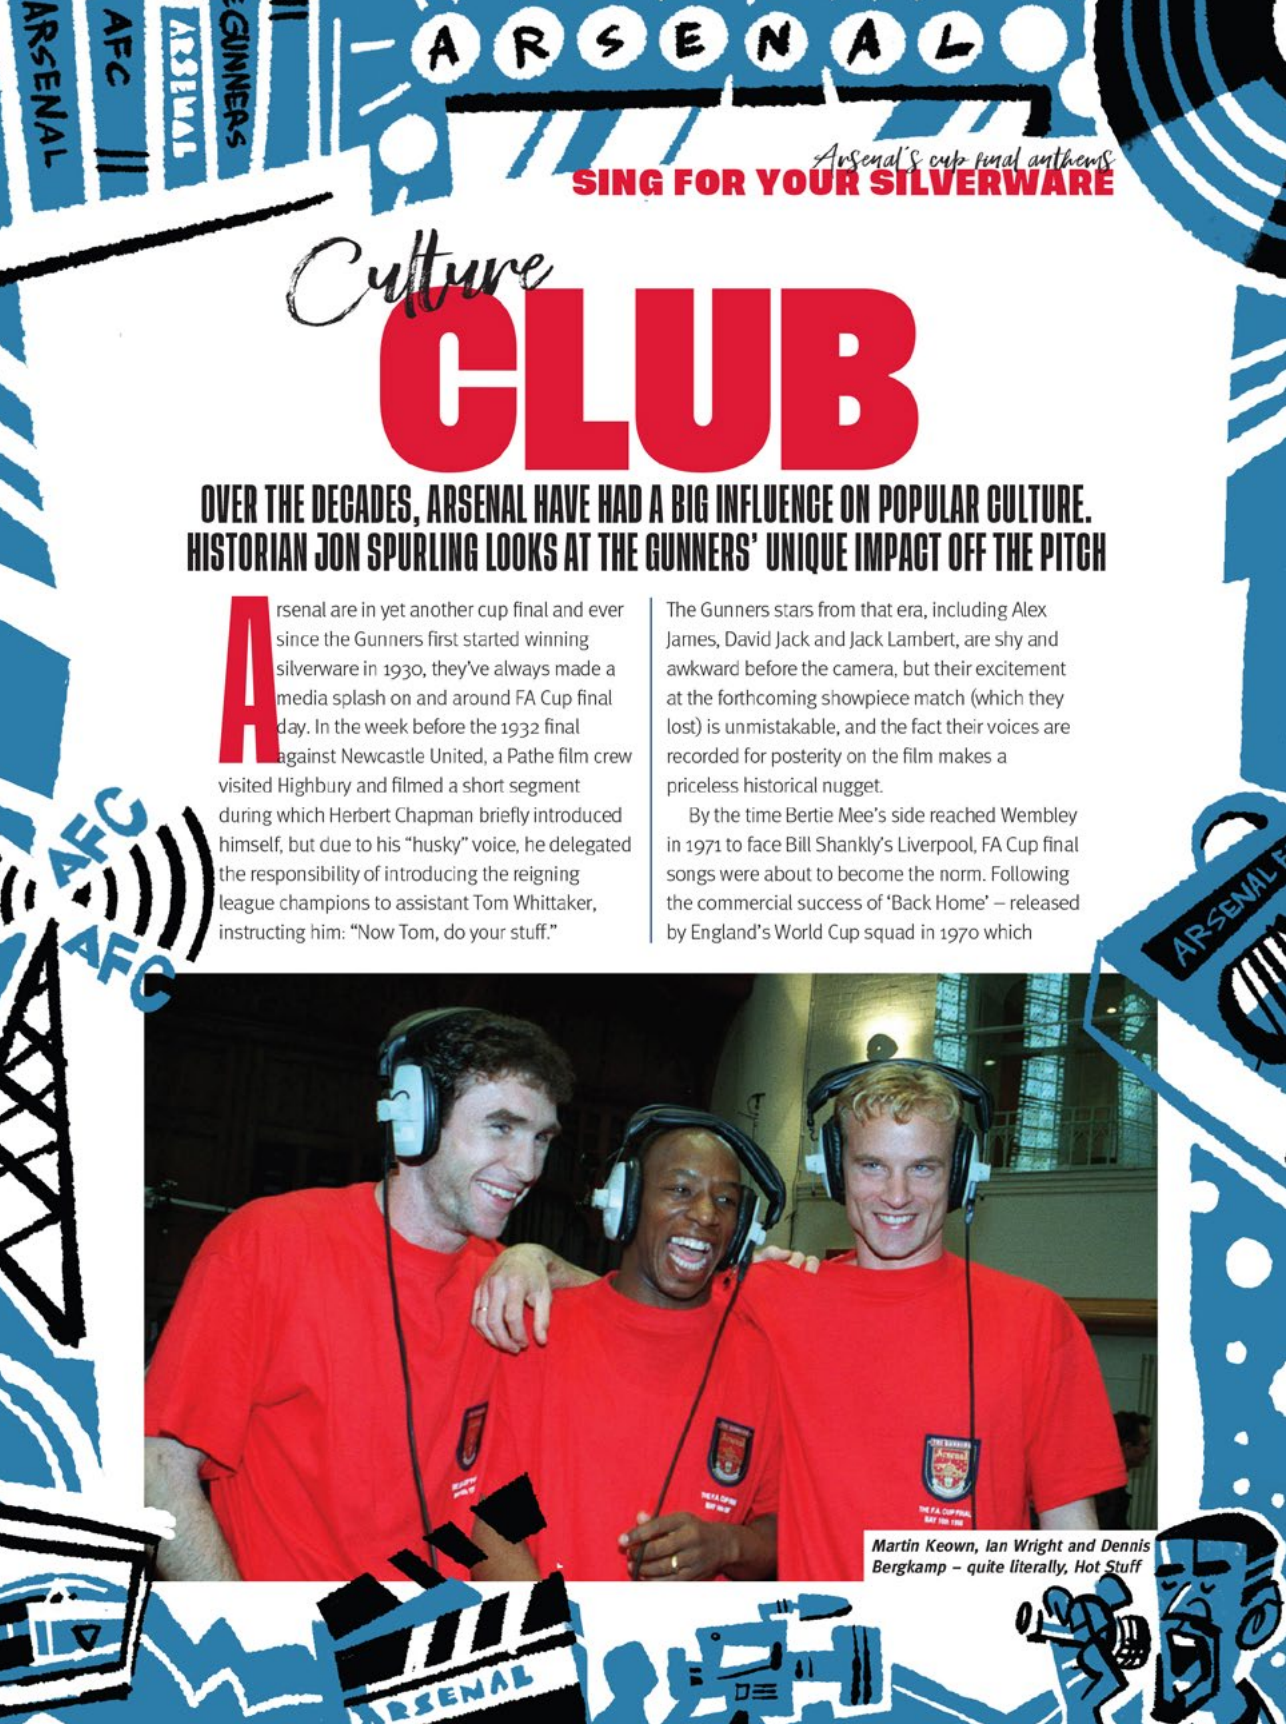 ARSENAL
AFC
ARSENAL
GUNNERS
ARSENAL
Arsenal's cup final anthems
SING FOR YOUR SILVERWARE
Culture
CLUB
OVER THE DECADES, ARSENAL HAVE HAD A BIG INFLUENCE ON POPULAR CULTURE.
HISTORIAN JON SPURLING LOOKS AT THE GUNNERS' UNIQUE IMPACT OFF THE PITCH
Arsenal are in yet another cup final and ever
since the Gunners first started winning
silverware in 1930, they've always made a
media splash on and around FA Cup final
day. In the week before the 1932 final
against Newcastle United, a Pathe film crew
visited Highbury and filmed a short segment
during which Herbert Chapman briefly introduced
himself, but due to his “husky” voice, he delegated
the responsibility of introducing the reigning
league champions to assistant Tom Whittaker,
instructing him: “Now Tom, do your stuff.”
The Gunners stars from that era, including Alex
James, David Jack and Jack Lambert, are shy and
awkward before the camera, but their excitement
at the forthcoming showpiece match (which they
lost) is unmistakable, and the fact their voices are
recorded for posterity on the film makes a
priceless historical nugget.
By the time Bertie Mee's side reached Wembley
in 1971 to face Bill Shankly's Liverpool, FA Cup final
songs were about to become the norm. Following
the commercial success of ‘Back Home’ – released
by England's World Cup squad in 1970 which
AFC
AFC
ARSENAL F
Arsenal
THE F.A. CUP FINAL
Arsenal
THE F.A. CUP FINAL
MAY 16th 1998
Martin Keown, Ian Wright and Dennis
Bergkamp – quite literally, Hot Stuff
ARSENAL